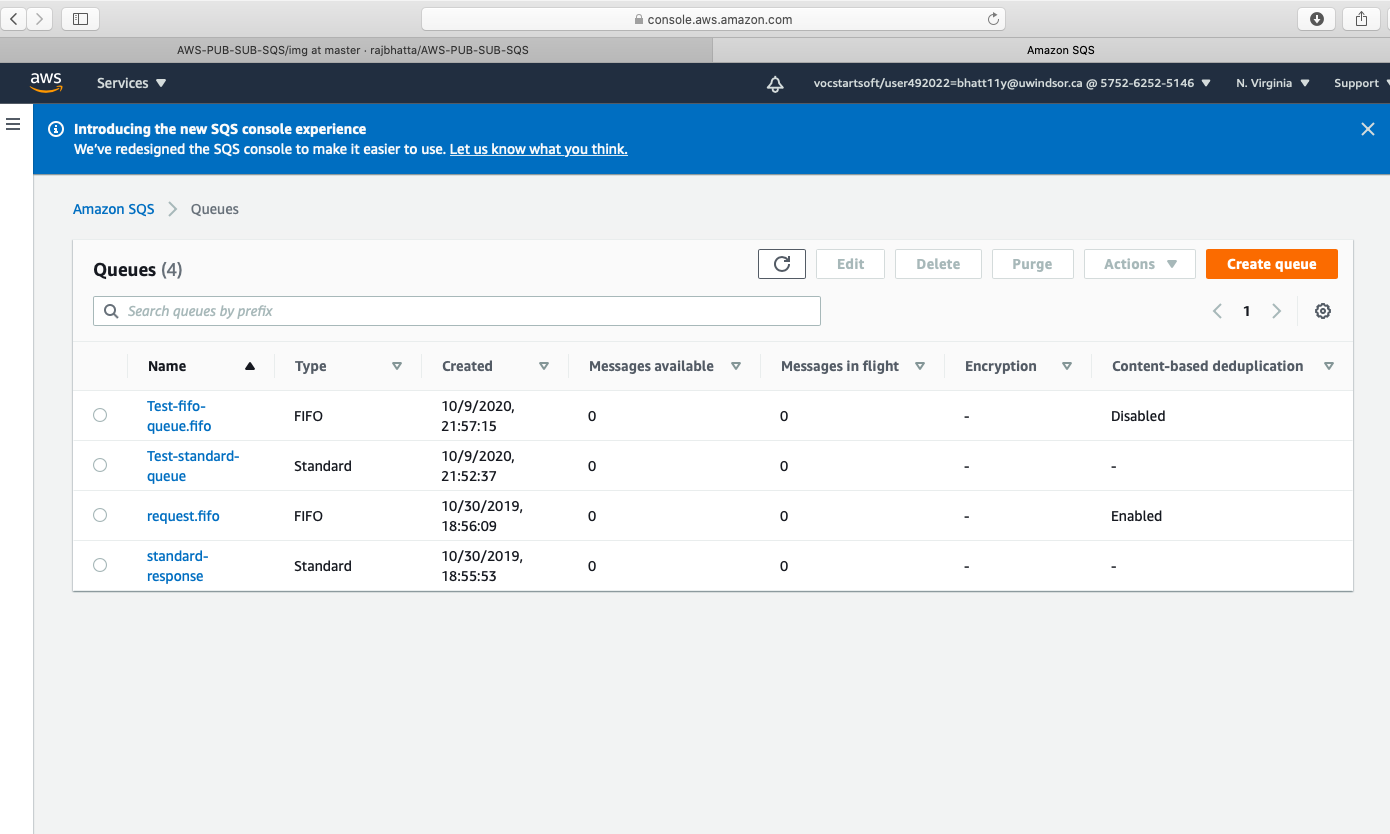 console.aws.amazon.com
AWS-PUB-SUB-SQS/img at master · rajbhatta/AWS-PUB-SUB-SQS
Amazon SQS
aws
Services
vocstartsoft/user492022=bhatt11y@uwindsor.ca @ 5752-6252-5146
N. Virginia
Support
Introducing the new SQS console experience
We've redesigned the SQS console to make it easier to use. Let us know what you think.
Amazon SQS
Queues
Queues (4)
Edit
Delete
Purge
Actions
Create queue
Search queues by prefix
1
Name
Type
Created
Messages available
Messages in flight
Encryption
Content-based deduplication
Test-fifo-
queue.fifo
FIFO
10/9/2020,
21:57:15
0
0
-
Disabled
Test-standard-
queue
Standard
10/9/2020,
21:52:37
0
0
-
-
request.fifo
FIFO
10/30/2019,
18:56:09
0
0
-
Enabled
standard-
response
Standard
10/30/2019,
18:55:53
0
0
-
-